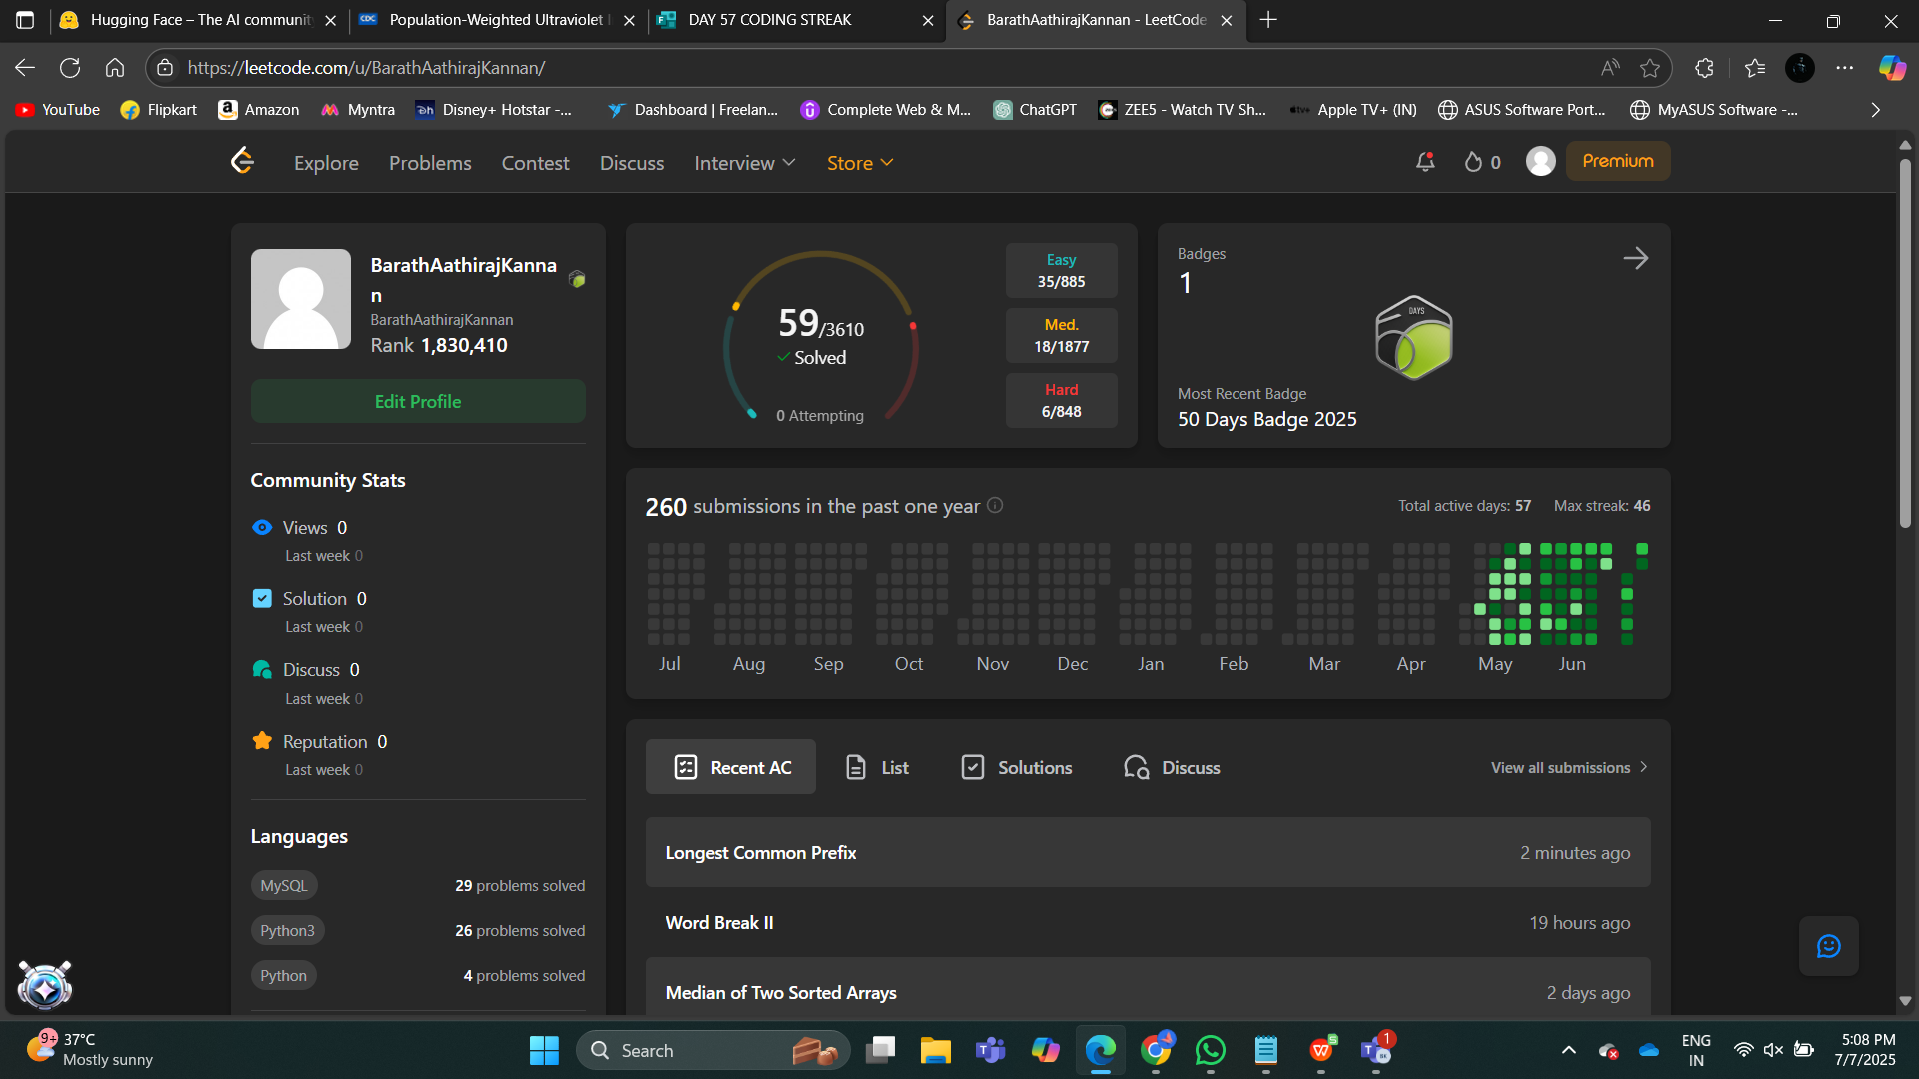 Hugging Face – The AI communit
Population-Weighted Ultraviolet I
DAY 57 CODING STREAK
BarathAathirajKannan - LeetCode
https://leetcode.com/u/BarathAathirajKannan/
YouTube
Flipkart
Amazon
Myntra
Disney+ Hotstar -...
Dashboard | Freelan...
Complete Web & M...
ChatGPT
ZEE5 - Watch TV Sh...
Apple TV+ (IN)
ASUS Software Port...
MyASUS Software -...
Explore
Problems
Contest
Discuss
Interview
Store
0
Premium
BarathAathirajKanna
n
BarathAathirajKannan
Rank 1,830,410
Edit Profile
Community Stats
Views 0
Last week 0
Solution 0
Last week 0
Discuss 0
Last week 0
Reputation 0
Last week 0
Languages
MySQL 29 problems solved
Python3 26 problems solved
Python 4 problems solved
59/3610
Solved
0 Attempting
Easy
35/885
Med.
18/1877
Hard
6/848
Badges
1
DAYS
Most Recent Badge
50 Days Badge 2025
260 submissions in the past one year
Total active days: 57 Max streak: 46
Jul Aug Sep Oct Nov Dec Jan Feb Mar Apr May Jun
Recent AC
List
Solutions
Discuss
View all submissions
Longest Common Prefix 2 minutes ago
Word Break II 19 hours ago
Median of Two Sorted Arrays 2 days ago
9+
37°C
Mostly sunny
Search
1
ENG
IN
5:08 PM
7/7/2025